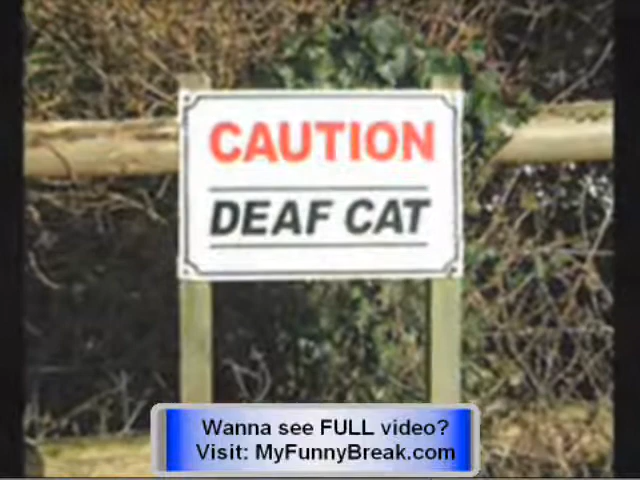 CAUTION
DEAF CAT
Wanna see FULL video?
Visit: MyFunnyBreak.com